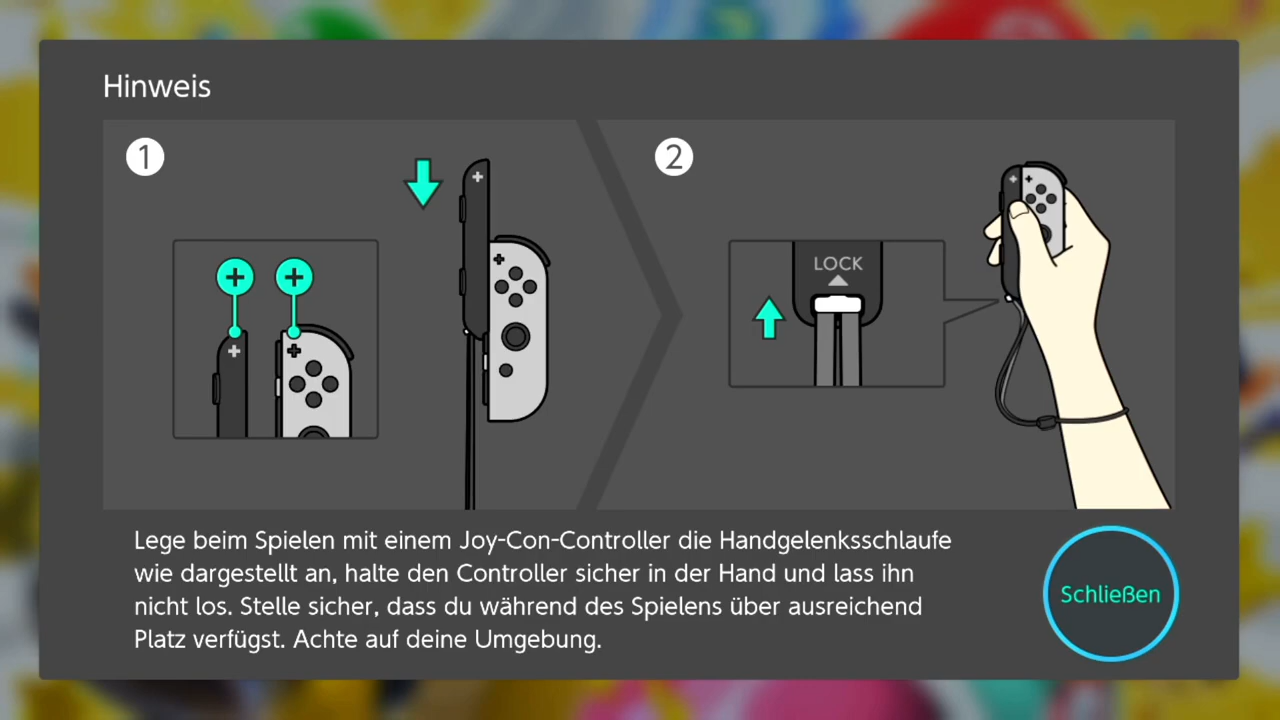 Hinweis
1
2
LOCK
Lege beim Spielen mit einem Joy-Con-Controller die Handgelenksschlaufe
wie dargestellt an, halte den Controller sicher in der Hand und lass ihn
nicht los. Stelle sicher, dass du während des Spielens über ausreichend
Platz verfügst. Achte auf deine Umgebung.
Schließen